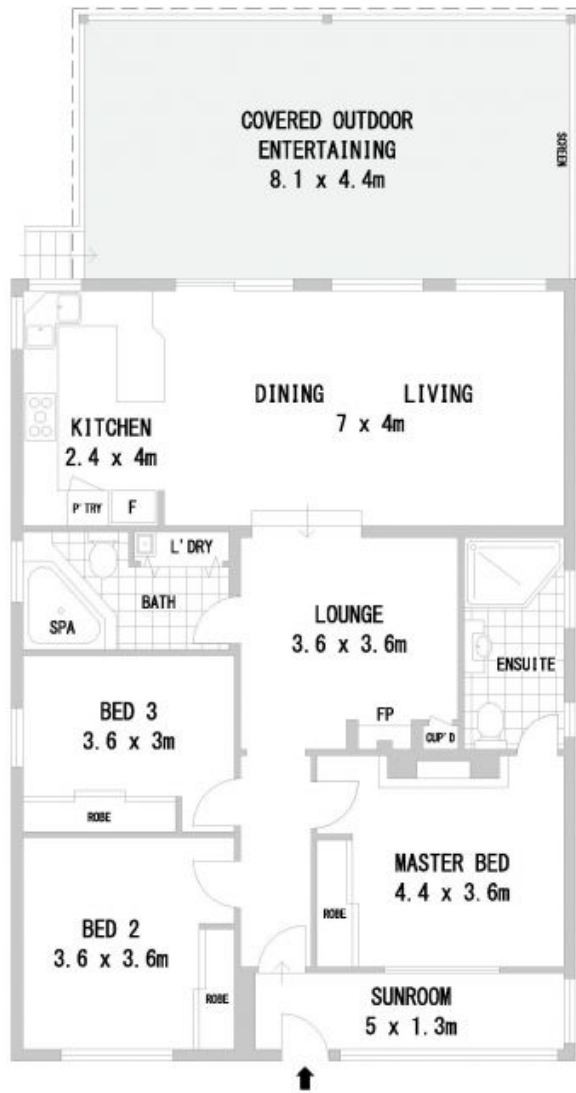 COVERED OUTDOOR
ENTERTAINING
8.1 x 4.4m
SCREEN
DINING LIVING
7 x 4m
KITCHEN
2.4 x 4m
P'TRY
F
L'DRY
BATH
SPA
LOUNGE
3.6 x 3.6m
ENSUITE
FP
CUP'D
BED 3
3.6 x 3m
ROBE
MASTER BED
4.4 x 3.6m
ROBE
BED 2
3.6 x 3.6m
ROBE
SUNROOM
5 x 1.3m